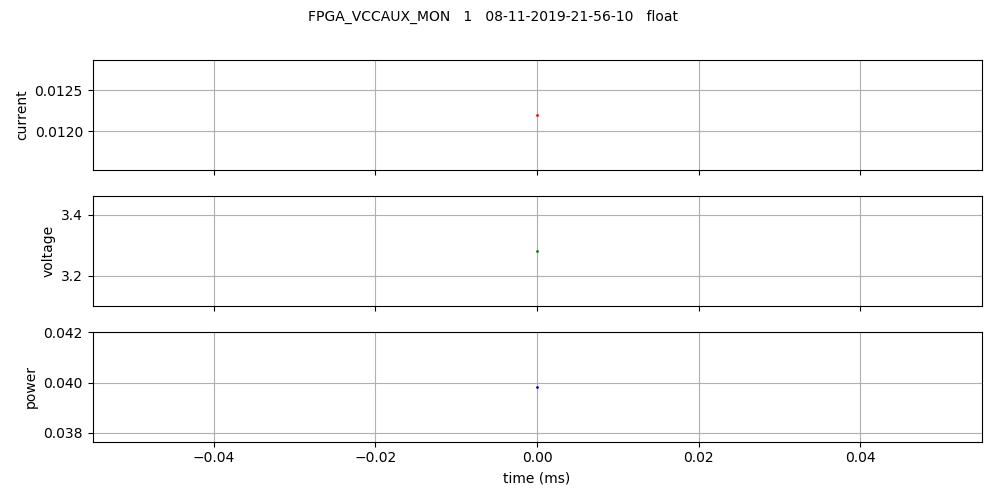 FPGA_VCCAUX_MON 1 08-11-2019-21-56-10 float
current
0.0125
0.0120
voltage
3.4
3.2
power
0.042
0.040
0.038
−0.04 −0.02 0.00 0.02 0.04
time (ms)